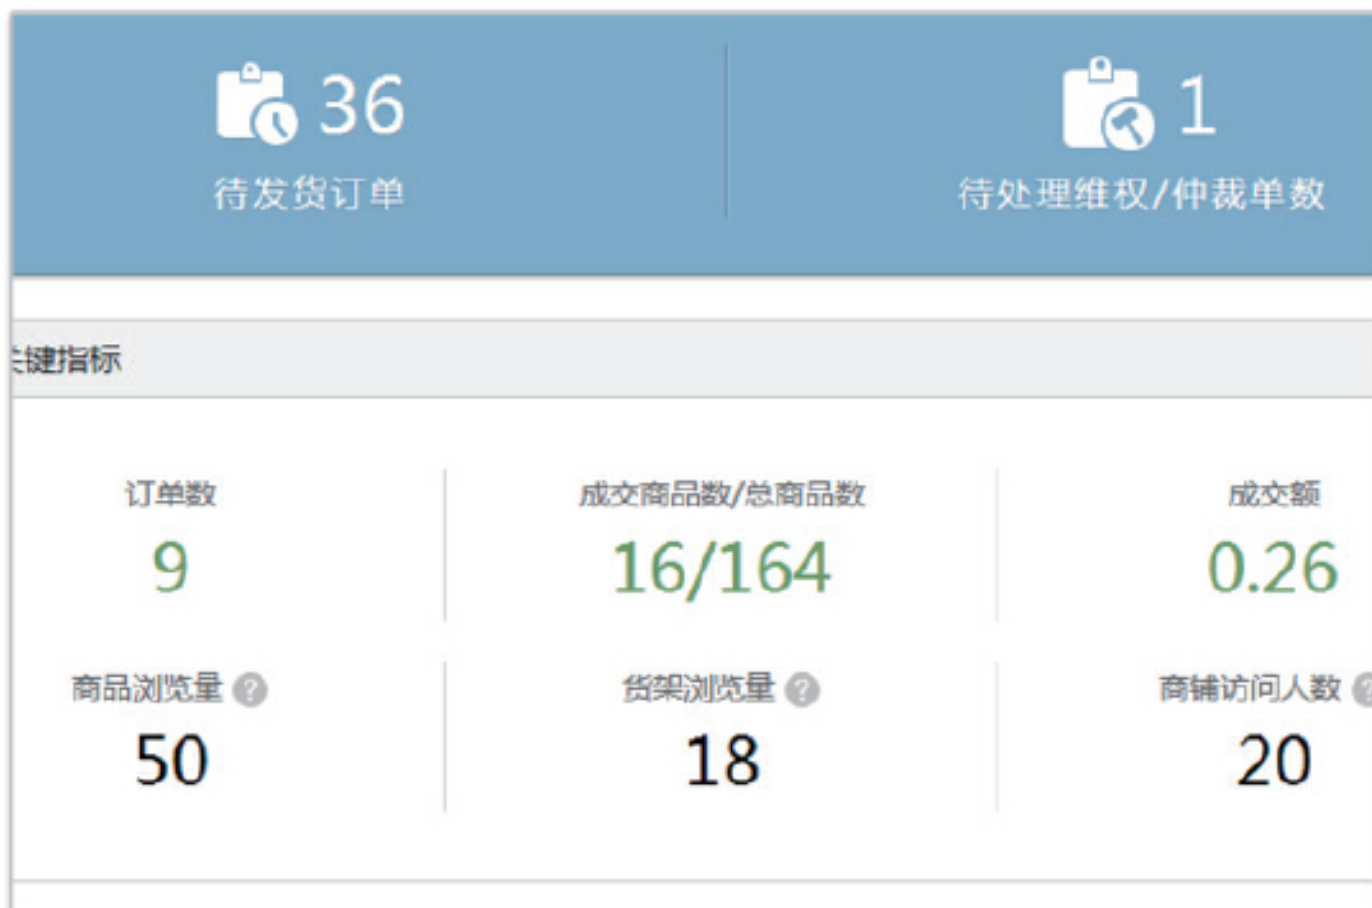 36
1
待发货订单
待处理维权/仲裁单数
关键指标
订单数
成交商品数/总商品数
成交额
9
16/164
0.26
商品浏览量 ?
货架浏览量 ?
商铺访问人数 ?
50
18
20